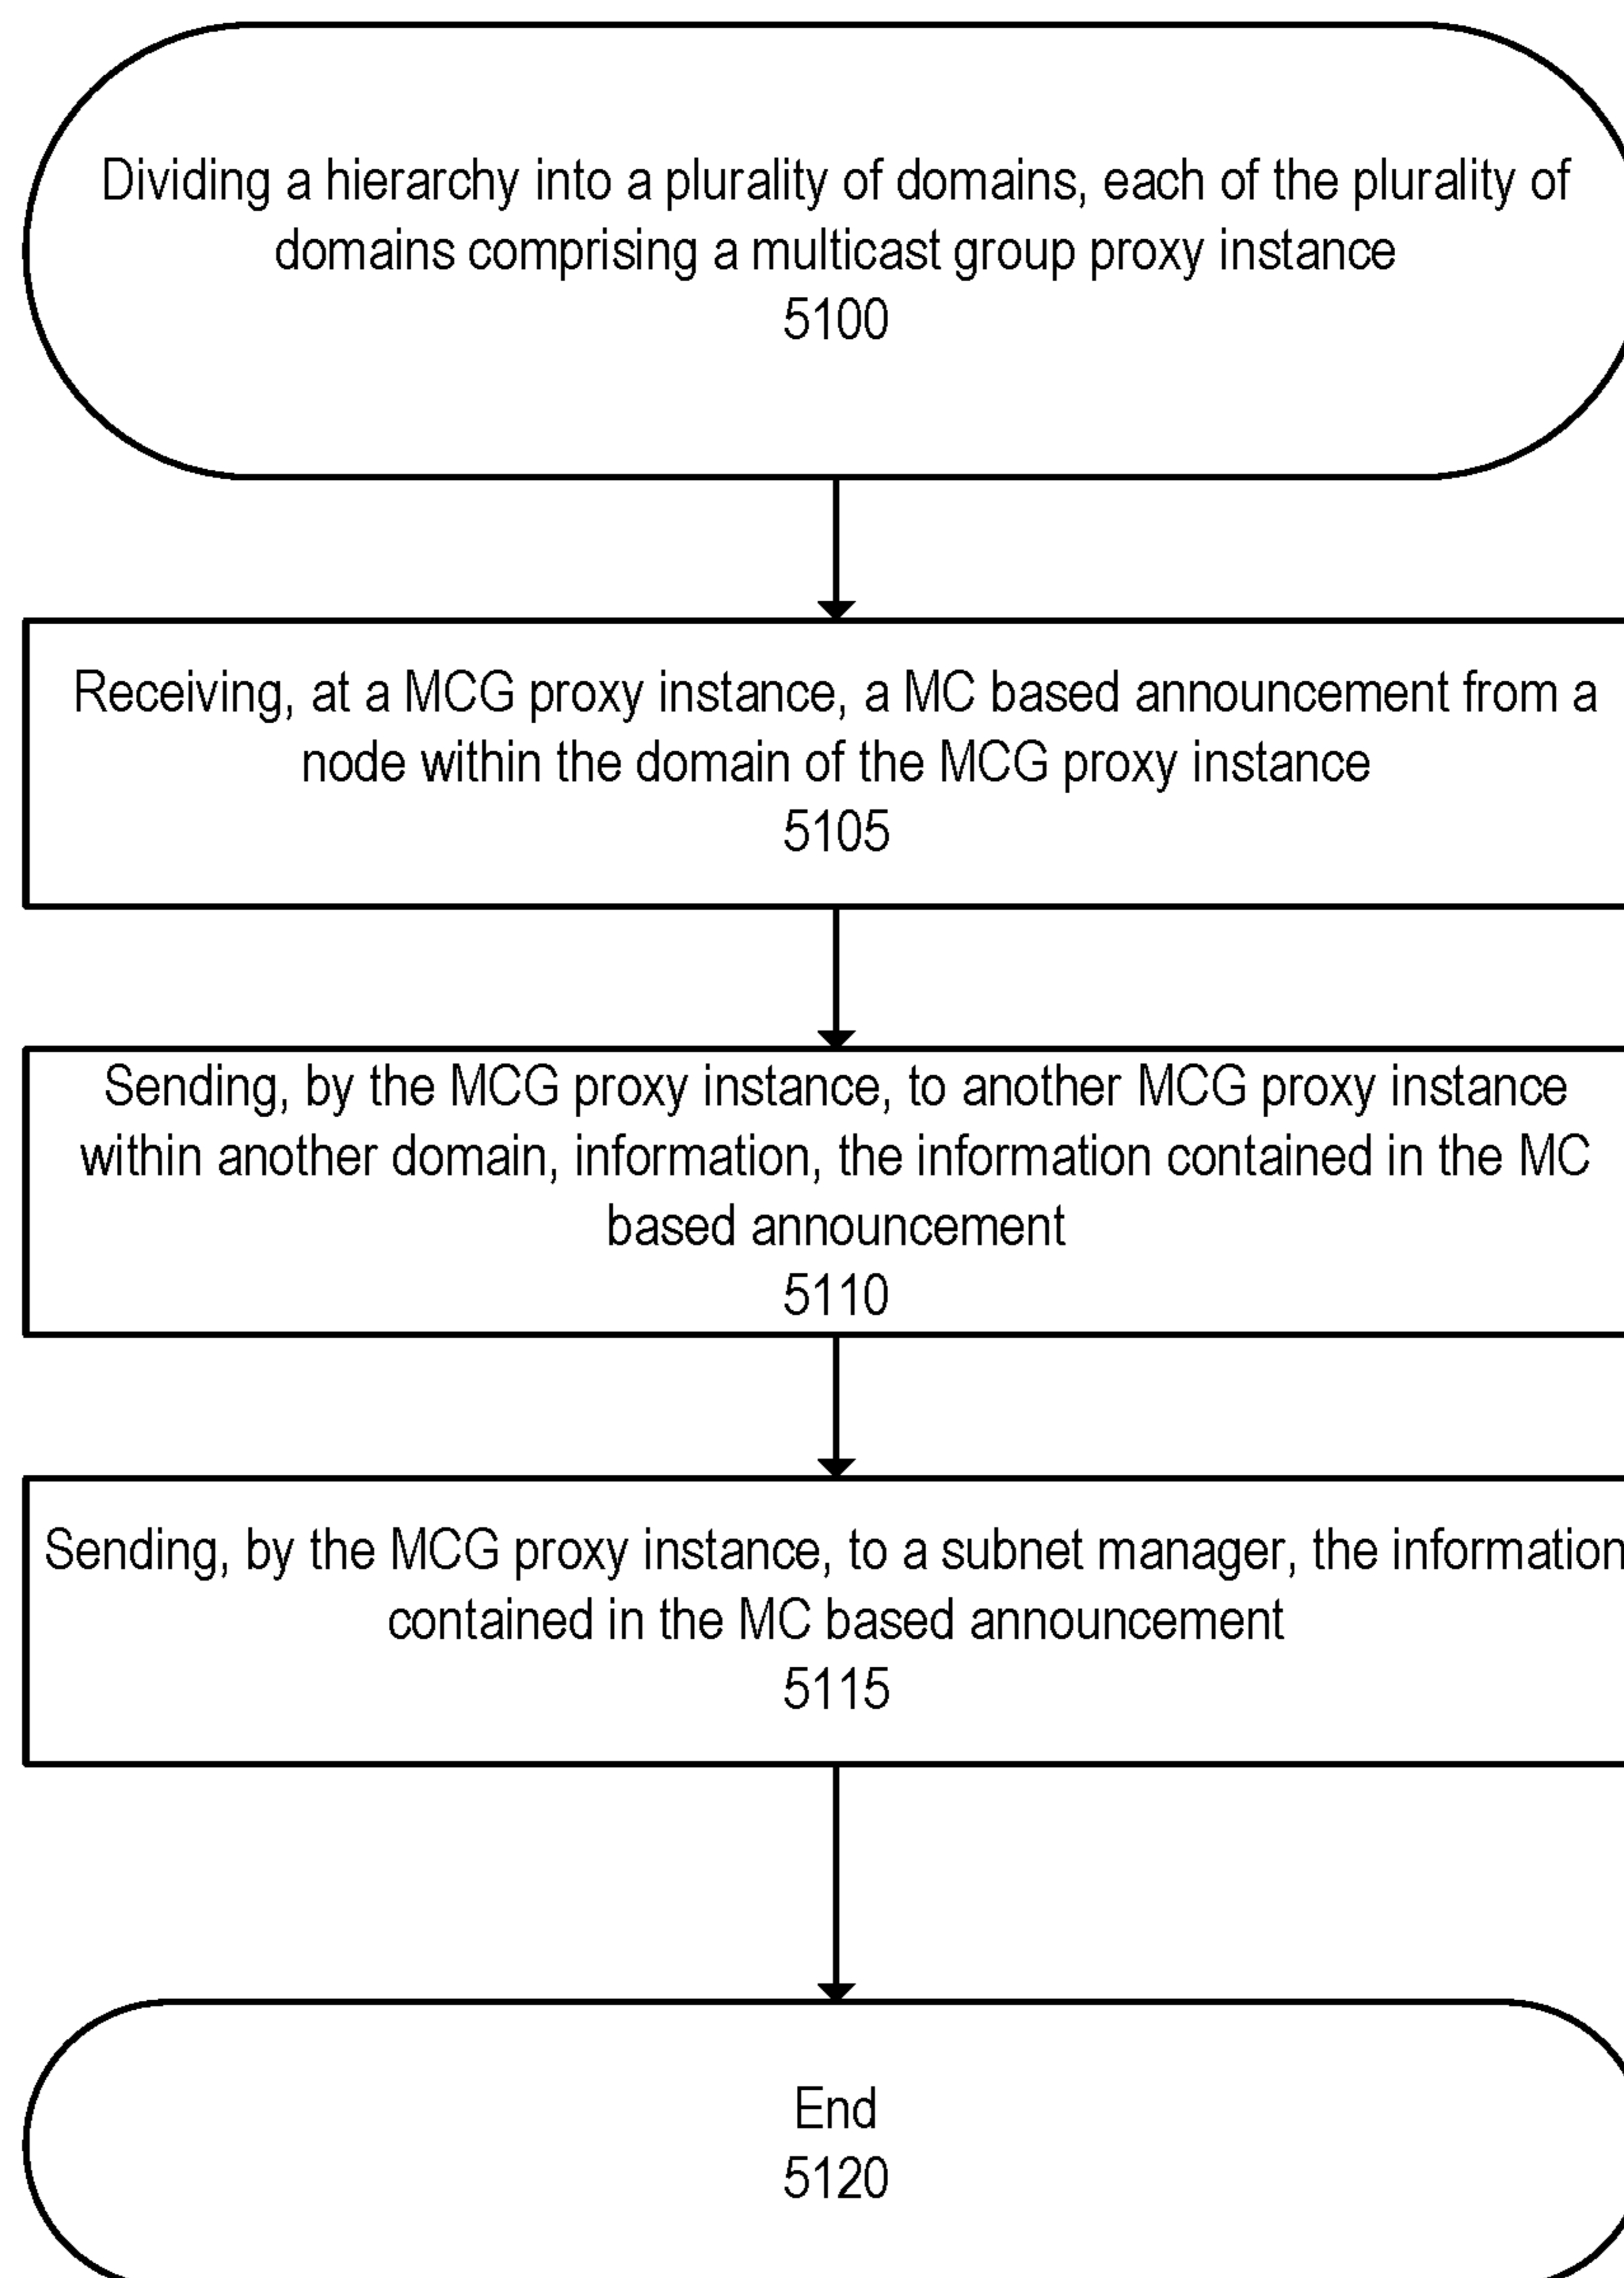 Dividing a hierarchy into a plurality of domains, each of the plurality of
domains comprising a multicast group proxy instance
5100
Receiving, at a MCG proxy instance, a MC based announcement from a
node within the domain of the MCG proxy instance
5105
Sending, by the MCG proxy instance, to another MCG proxy instance
within another domain, information, the information contained in the MC
based announcement
5110
Sending, by the MCG proxy instance, to a subnet manager, the information
contained in the MC based announcement
5115
End
5120